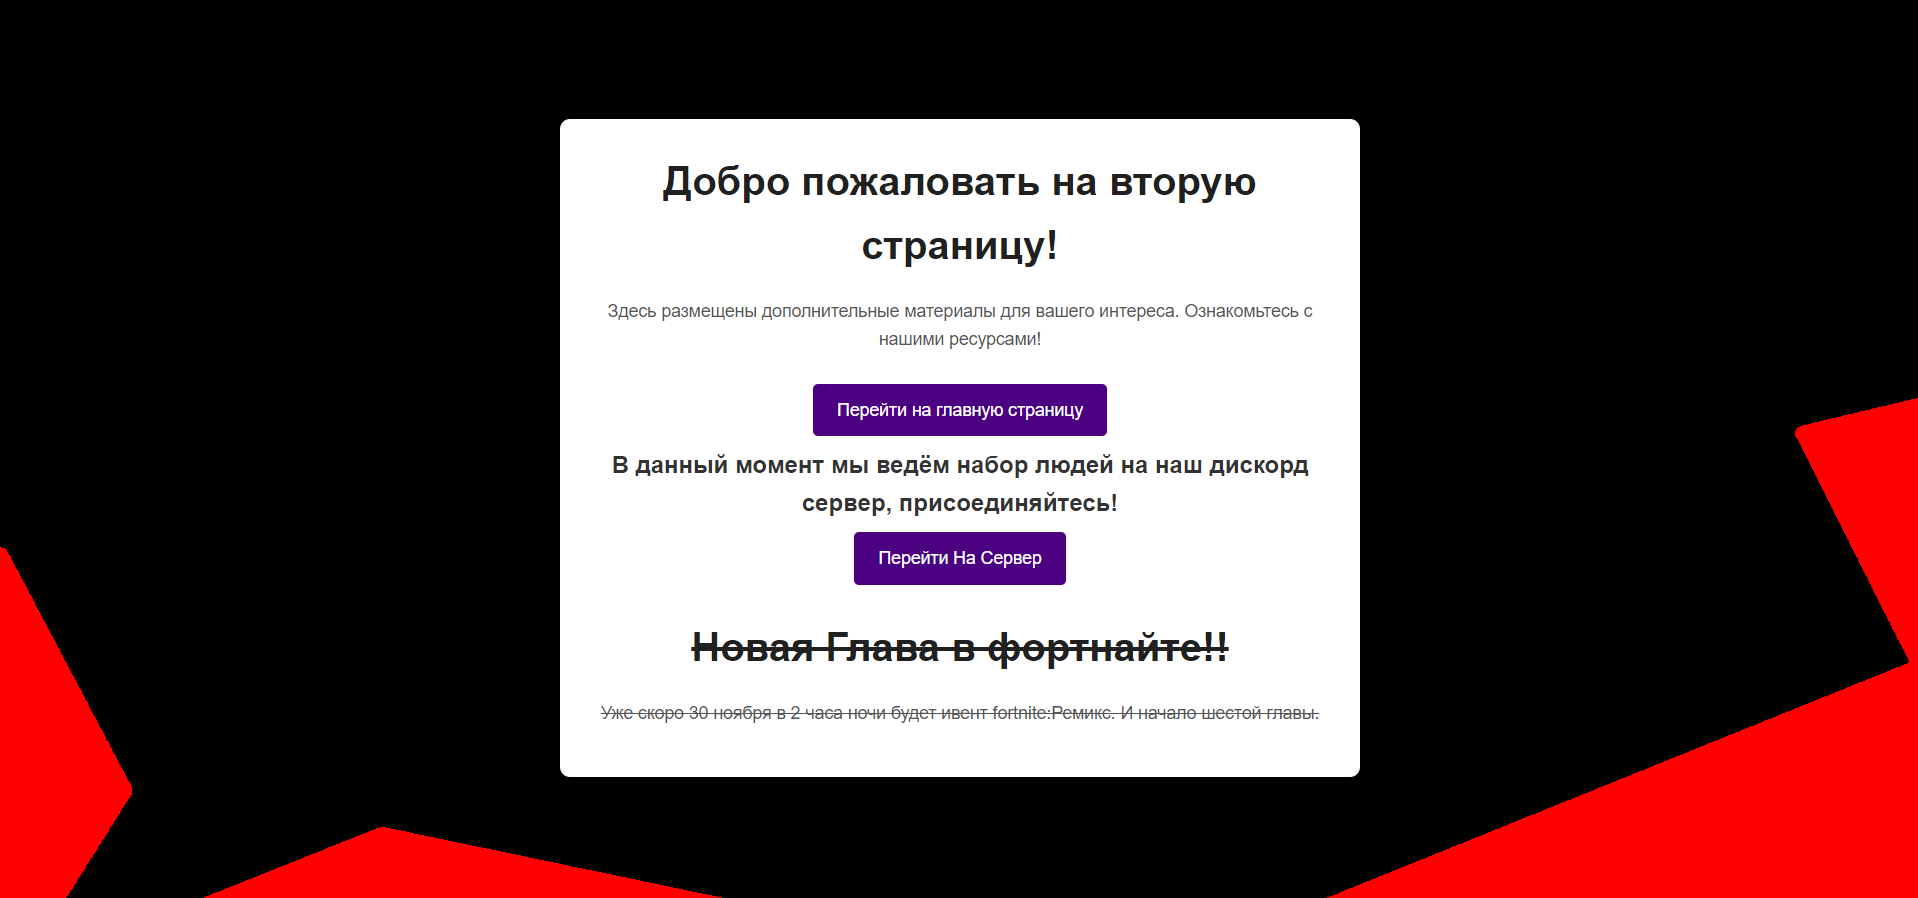 Добро пожаловать на вторую
страницу!
Здесь размещены дополнительные материалы для вашего интереса. Ознакомьтесь с
нашими ресурсами!
Перейти на главную страницу
В данный момент мы ведём набор людей на наш дискорд
сервер, присоединяйтесь!
Перейти На Сервер
Новая Глава в фортнайте!!
Уже скоро 30 ноября в 2 часа ночи будет ивент fortnite:Ремикс. И начало шестой главы.